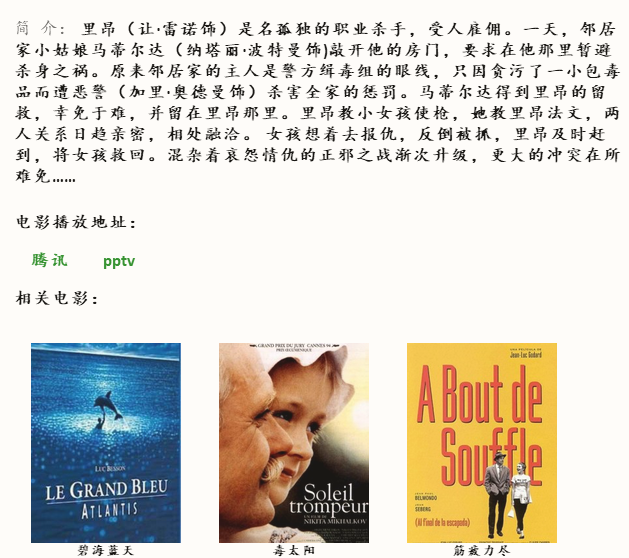 简 介： 里昂（让·雷诺饰）是名孤独的职业杀手，受人雇佣。一天，邻居
家小姑娘马蒂尔达（纳塔丽·波特曼饰)敲开他的房门，要求在他那里暂避
杀身之祸。原来邻居家的主人是警方缉毒组的眼线，只因贪污了一小包毒
品而遭恶警（加里·奥德曼饰）杀害全家的惩罚。马蒂尔达得到里昂的留
救，幸免于难，并留在里昂那里。里昂教小女孩使枪，她教里昂法文，两
人关系日趋亲密，相处融洽。 女孩想着去报仇，反倒被抓，里昂及时赶
到，将女孩救回。混杂着哀怨情仇的正邪之战渐次升级，更大的冲突在所
难免……
电影播放地址：
腾讯 pptv
相关电影：
LUC BESSON
LE GRAND BLEU
ATLANTIS
碧海蓝天
GRAND PRIX DU JURY CANNES
Soleil
trompeur
UN FILM DE
NIKITA MIKHALKOV
毒太阳
Jean-Luc Godard
A Bout de
Souffle
BELMONDO
SEBERG
(Al final de la escapada)
筋疲力尽